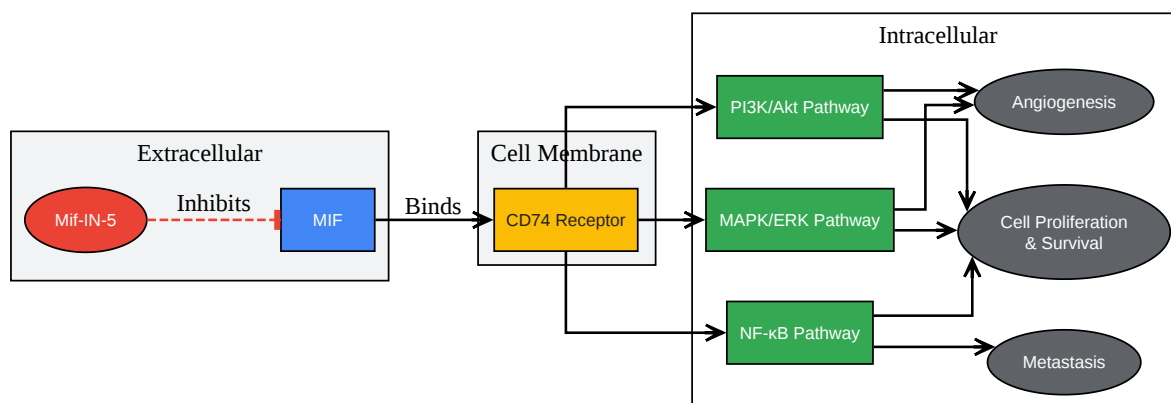 Extracellular
Mif-IN-5
Inhibits
MIF
Binds
Cell Membrane
CD74 Receptor
Intracellular
PI3K/Akt Pathway
MAPK/ERK Pathway
NF-κB Pathway
Angiogenesis
Cell Proliferation
& Survival
Metastasis